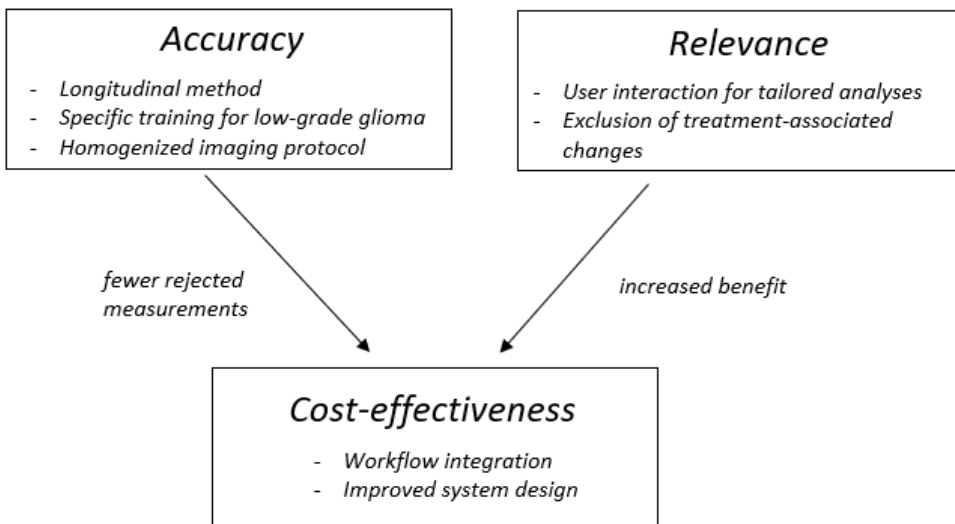 Accuracy
- Longitudinal method
- Specific training for low-grade glioma
- Homogenized imaging protocol
Relevance
- User interaction for tailored analyses
- Exclusion of treatment-associated
changes
fewer rejected
measurements
increased benefit
Cost-effectiveness
- Workflow integration
- Improved system design